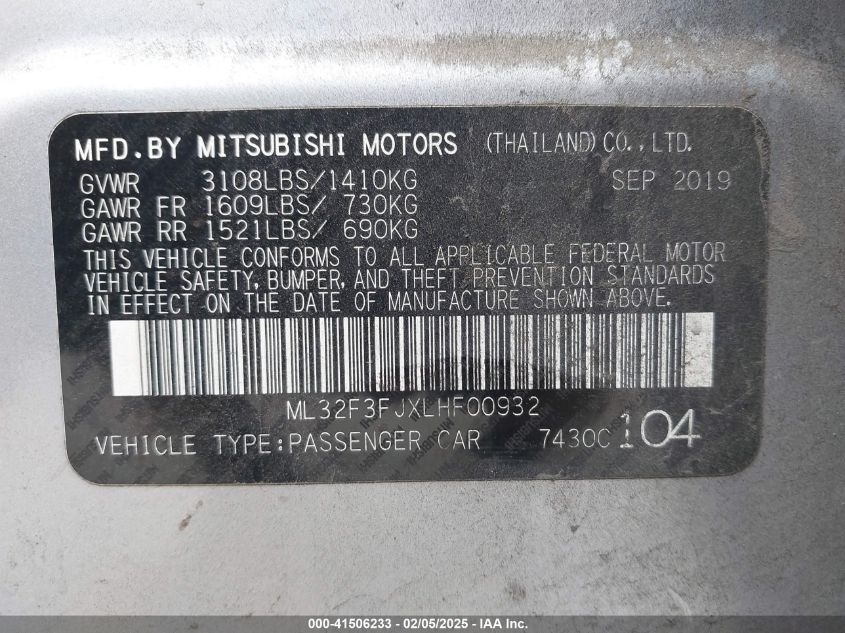 MFD.BY MITSUBISHI MOTORS (THAILAND) CO., LTD.
GVWR 3108LBS/1410KG SEP 2019
GAWR FR 1609LBS/ 730KG
GAWR RR 1521LBS/ 690KG
THIS VEHICLE CONFORMS TO ALL APPLICABLE FEDERAL MOTOR
VEHICLE SAFETY, BUMPER, AND THEFT PREVENTION STANDARDS
IN EFFECT ON THE DATE OF MANUFACTURE SHOWN ABOVE.
ML32F3FJXLHF00932
VEHICLE TYPE:PASSENGER CAR 7430C 104
000-41506233 - 02/05/2025 - IAA Inc.